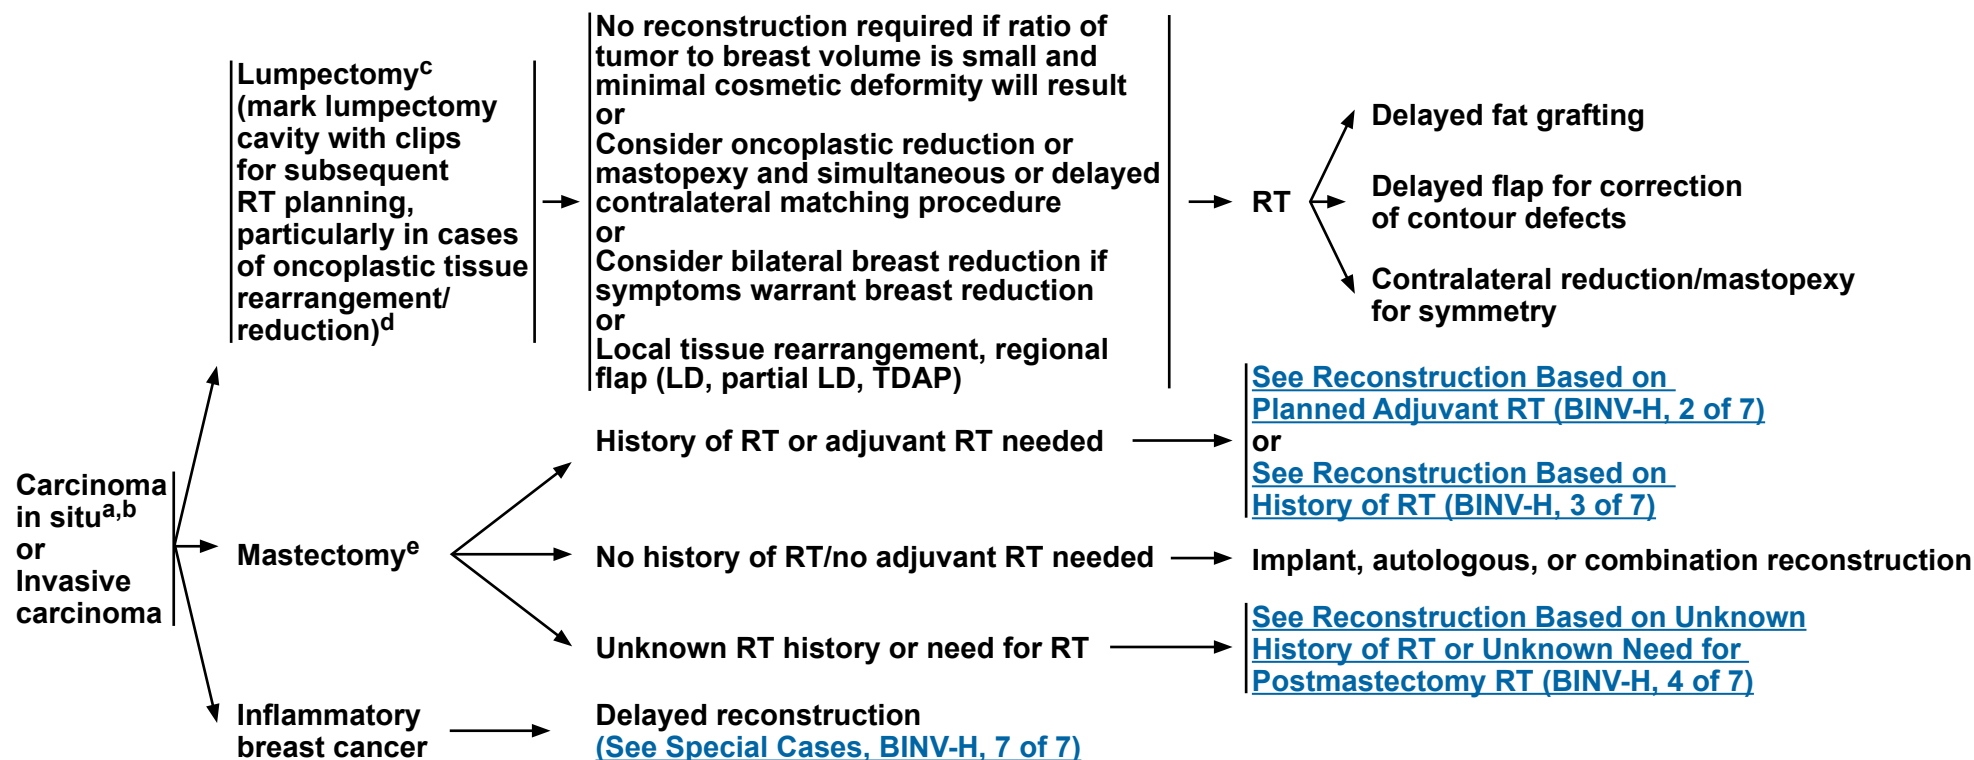 Carcinoma
in situa,b
or
Invasive
carcinoma
Lumpectomyc
(mark lumpectomy
cavity with clips
for subsequent
RT planning,
particularly in cases
of oncoplastic tissue
rearrangement/
reduction)d
No reconstruction required if ratio of
tumor to breast volume is small and
minimal cosmetic deformity will result
or
Consider oncoplastic reduction or
mastopexy and simultaneous or delayed
contralateral matching procedure
or
Consider bilateral breast reduction if
symptoms warrant breast reduction
or
Local tissue rearrangement, regional
flap (LD, partial LD, TDAP)
RT
Delayed fat grafting
Delayed flap for correction
of contour defects
Contralateral reduction/mastopexy
for symmetry
Mastectomye
History of RT or adjuvant RT needed
See Reconstruction Based on
Planned Adjuvant RT (BINV-H, 2 of 7)
or
See Reconstruction Based on
History of RT (BINV-H, 3 of 7)
No history of RT/no adjuvant RT needed
Implant, autologous, or combination reconstruction
Unknown RT history or need for RT
See Reconstruction Based on Unknown
History of RT or Unknown Need for
Postmastectomy RT (BINV-H, 4 of 7)
Inflammatory
breast cancer
Delayed reconstruction
(See Special Cases, BINV-H, 7 of 7)